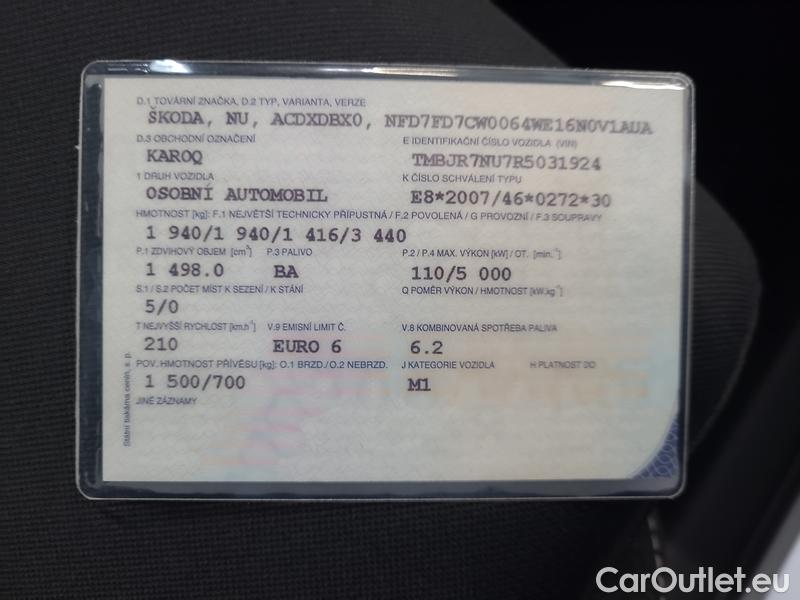 D.1 TOVÁRNÍ ZNAČKA, D.2 TYP, VARIANTA, VERZE
ŠKODA, NU, ACDXDBX0, NFD7FD7CW0064WE16N0V1AUA
D.3 OBCHODNÍ OZNAČENÍ E IDENTIFIKAČNÍ ČÍSLO VOZIDLA (VIN)
KAROQ TMBJR7NU7R5031924
1 DRUH VOZIDLA K ČÍSLO SCHVÁLENÍ TYPU
OSOBNÍ AUTOMOBIL E8*2007/46*0272*30
HMOTNOST [kg]: F.1 NEJVĚTŠÍ TECHNICKY PŘÍPUSTNÁ / F.2 POVOLENÁ / G PROVOZNÍ / F.3 SOUPRAVY
1 940/1 940/1 416/3 440
P.1 ZDVIHOVÝ OBJEM [cm³] P.3 PALIVO P.2 / P.4 MAX. VÝKON [kW] / OT. [min.⁻¹]
1 498.0 BA 110/5 000
S.1 / S.2 POČET MÍST K SEZENÍ / K STÁNÍ Q POMĚR VÝKON / HMOTNOST [kW.kg⁻¹]
5/0
T NEJVYŠŠÍ RYCHLOST [km.h⁻¹] V.9 EMISNÍ LIMIT Č. V.8 KOMBINOVANÁ SPOTŘEBA PALIVA
210 EURO 6 6.2
POV. HMOTNOST PŘÍVĚSU [kg]: O.1 BRZD./O.2 NEBRZD. J KATEGORIE VOZIDLA H PLATNOST DO
1 500/700 M1
JINÉ ZÁZNAMY
Státní tiskárna cenin, s. p.
CarOutlet.eu